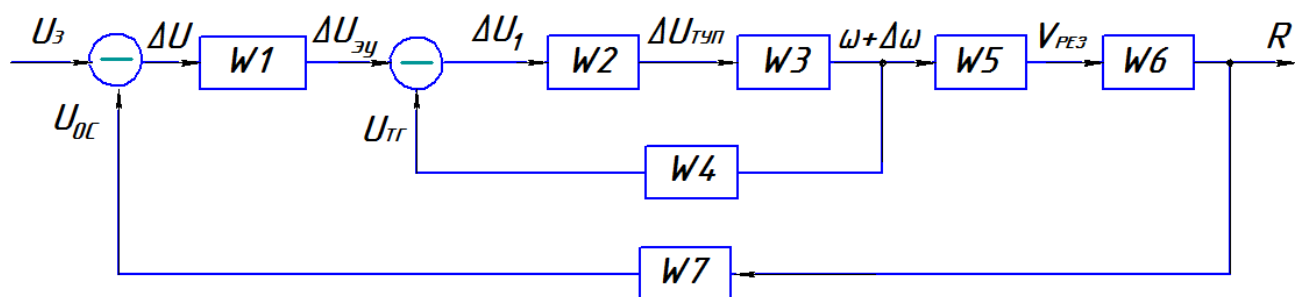 Uз ΔU W1 ΔUэу ΔU1 W2 ΔUтуп W3 ω+Δω W5 Vрез W6 R
Uос Uтг W4
W7